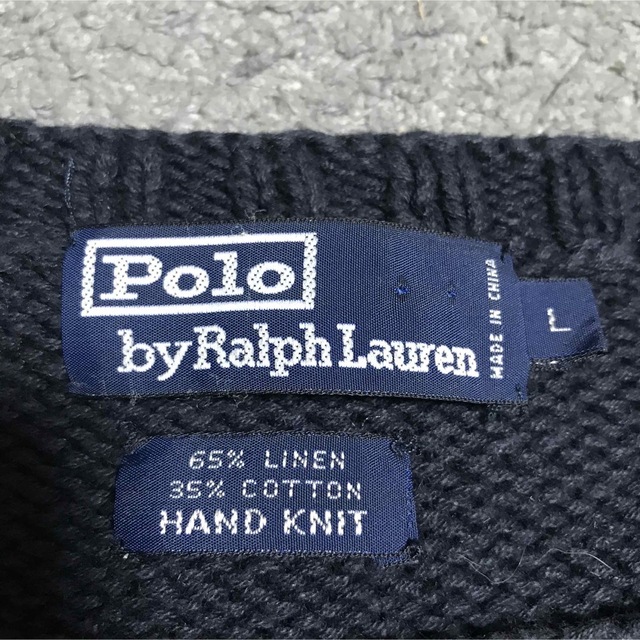 Polo
by Ralph Lauren
MADE IN CHINA
L
65% LINEN
35% COTTON
HAND KNIT